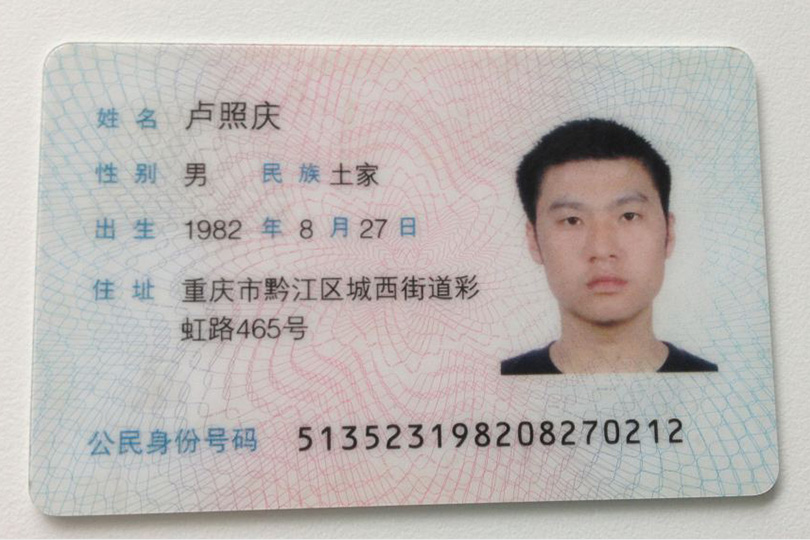 姓名 卢照庆
性别 男 民族 土家
出生 1982 年 8 月 27 日
住址 重庆市黔江区城西街道彩
虹路465号
公民身份号码 513523198208270212